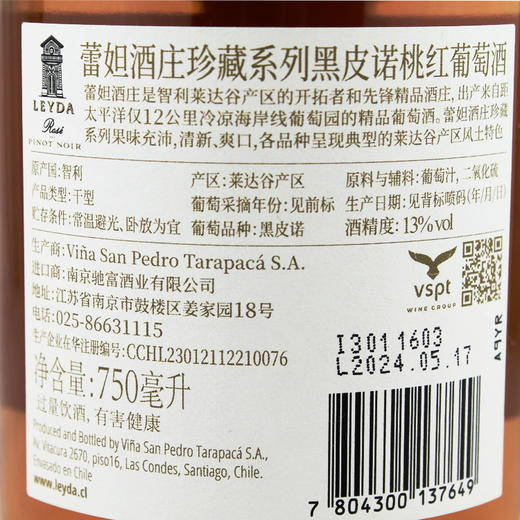 LEYDA
Rosé
PINOT NOIR
蕾妲酒庄珍藏系列黑皮诺桃红葡萄酒
蕾妲酒庄是智利莱达谷产区的开拓者和先锋精品酒庄，出产来自距
太平洋仅12公里冷凉海岸线葡萄园的精品葡萄酒。蕾妲酒庄珍藏
系列果味充沛，清新、爽口，各品种呈现典型的莱达谷产区风土特色
原产国：智利
产区：莱达谷产区
原料与辅料：葡萄汁，二氧化硫
产品类型：干型
葡萄采摘年份：见前标
生产日期：见背标喷码(年/月/日)
贮存条件：常温避光、卧放为宜
葡萄品种：黑皮诺
酒精度：13%vol
生产商：Viña San Pedro Tarapacá S.A.
进口商：南京驰富酒业有限公司
地址：江苏省南京市鼓楼区姜家园18号
电话：025-86631115
生产企业在华注册编号：CCHL23012112210076
净含量：750毫升
过量饮酒，有害健康
Produced and Bottled by Viña San Pedro Tarapacá S.A.,
Av. Vitacura 2670, piso16, Las Condes, Santiago, Chile.
Envasado en Chile
www.leyda.cl
vspt
WINE GROUP
I3011603
L2024.05.17
APYR
7 804300 137649